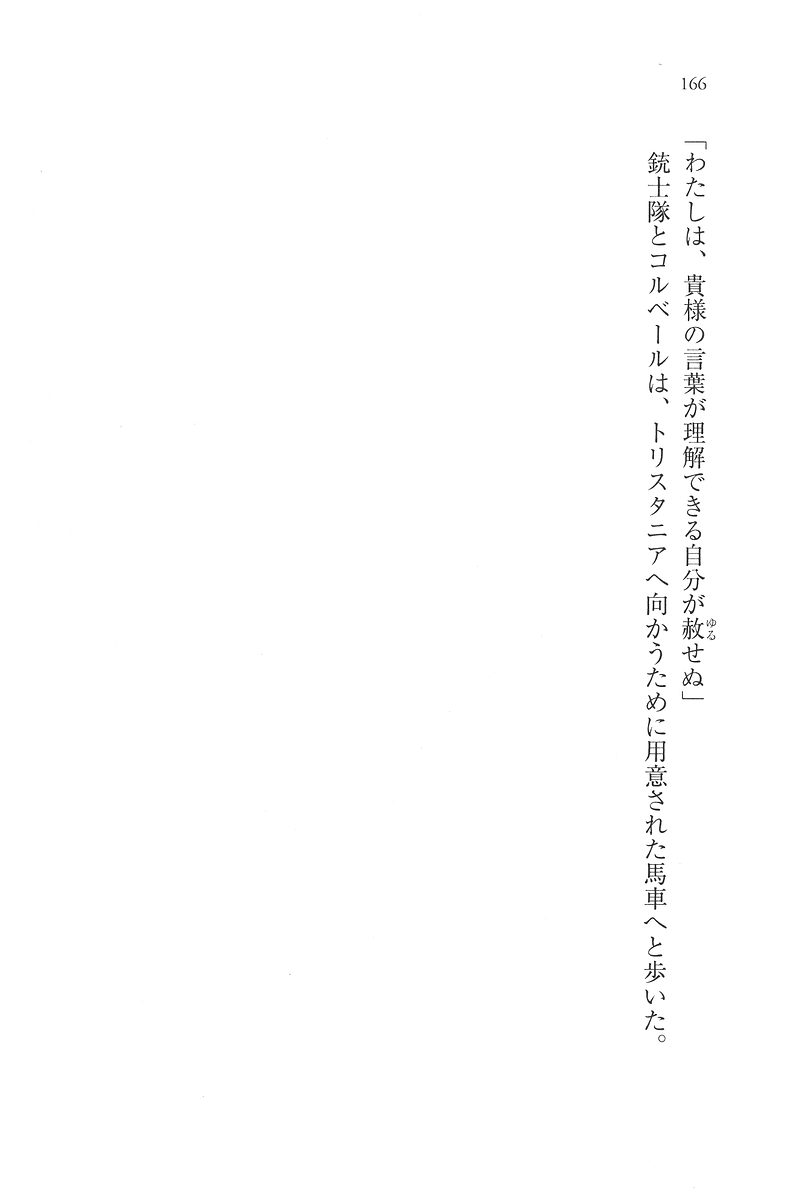 166
「わたしは、貴様の言葉が理解できる自分が赦せぬ」
ゆる
銃士隊とコルベールは、トリスタニアへ向かうために用意された馬車へと歩いた。